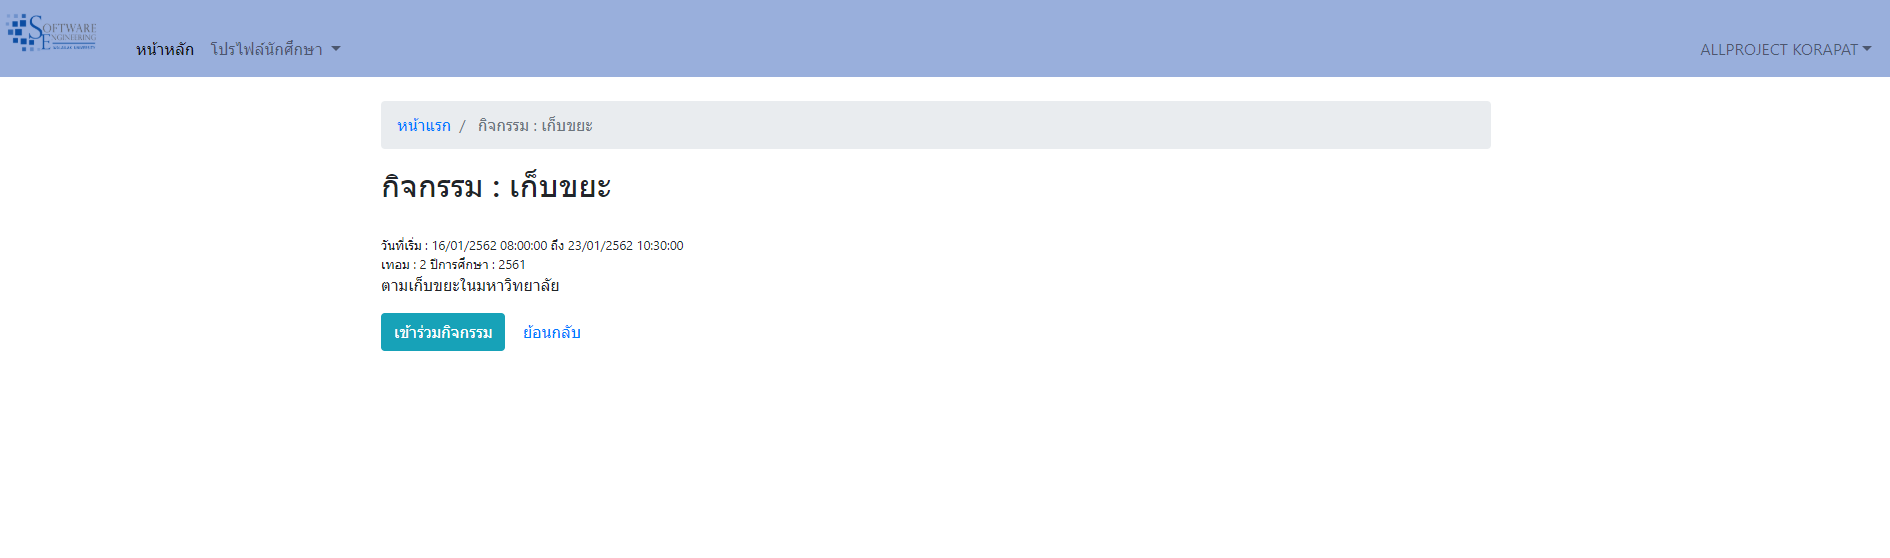 SOFTWARE
ENGINEERING
WALAILAK UNIVERSITY
หน้าหลัก โปรไฟล์นักศึกษา
ALLPROJECT KORAPAT
หน้าแรก / กิจกรรม : เก็บขยะ
กิจกรรม : เก็บขยะ
วันที่เริ่ม : 16/01/2562 08:00:00 ถึง 23/01/2562 10:30:00
เทอม : 2 ปีการศึกษา : 2561
ตามเก็บขยะในมหาวิทยาลัย
เข้าร่วมกิจกรรม ย้อนกลับ